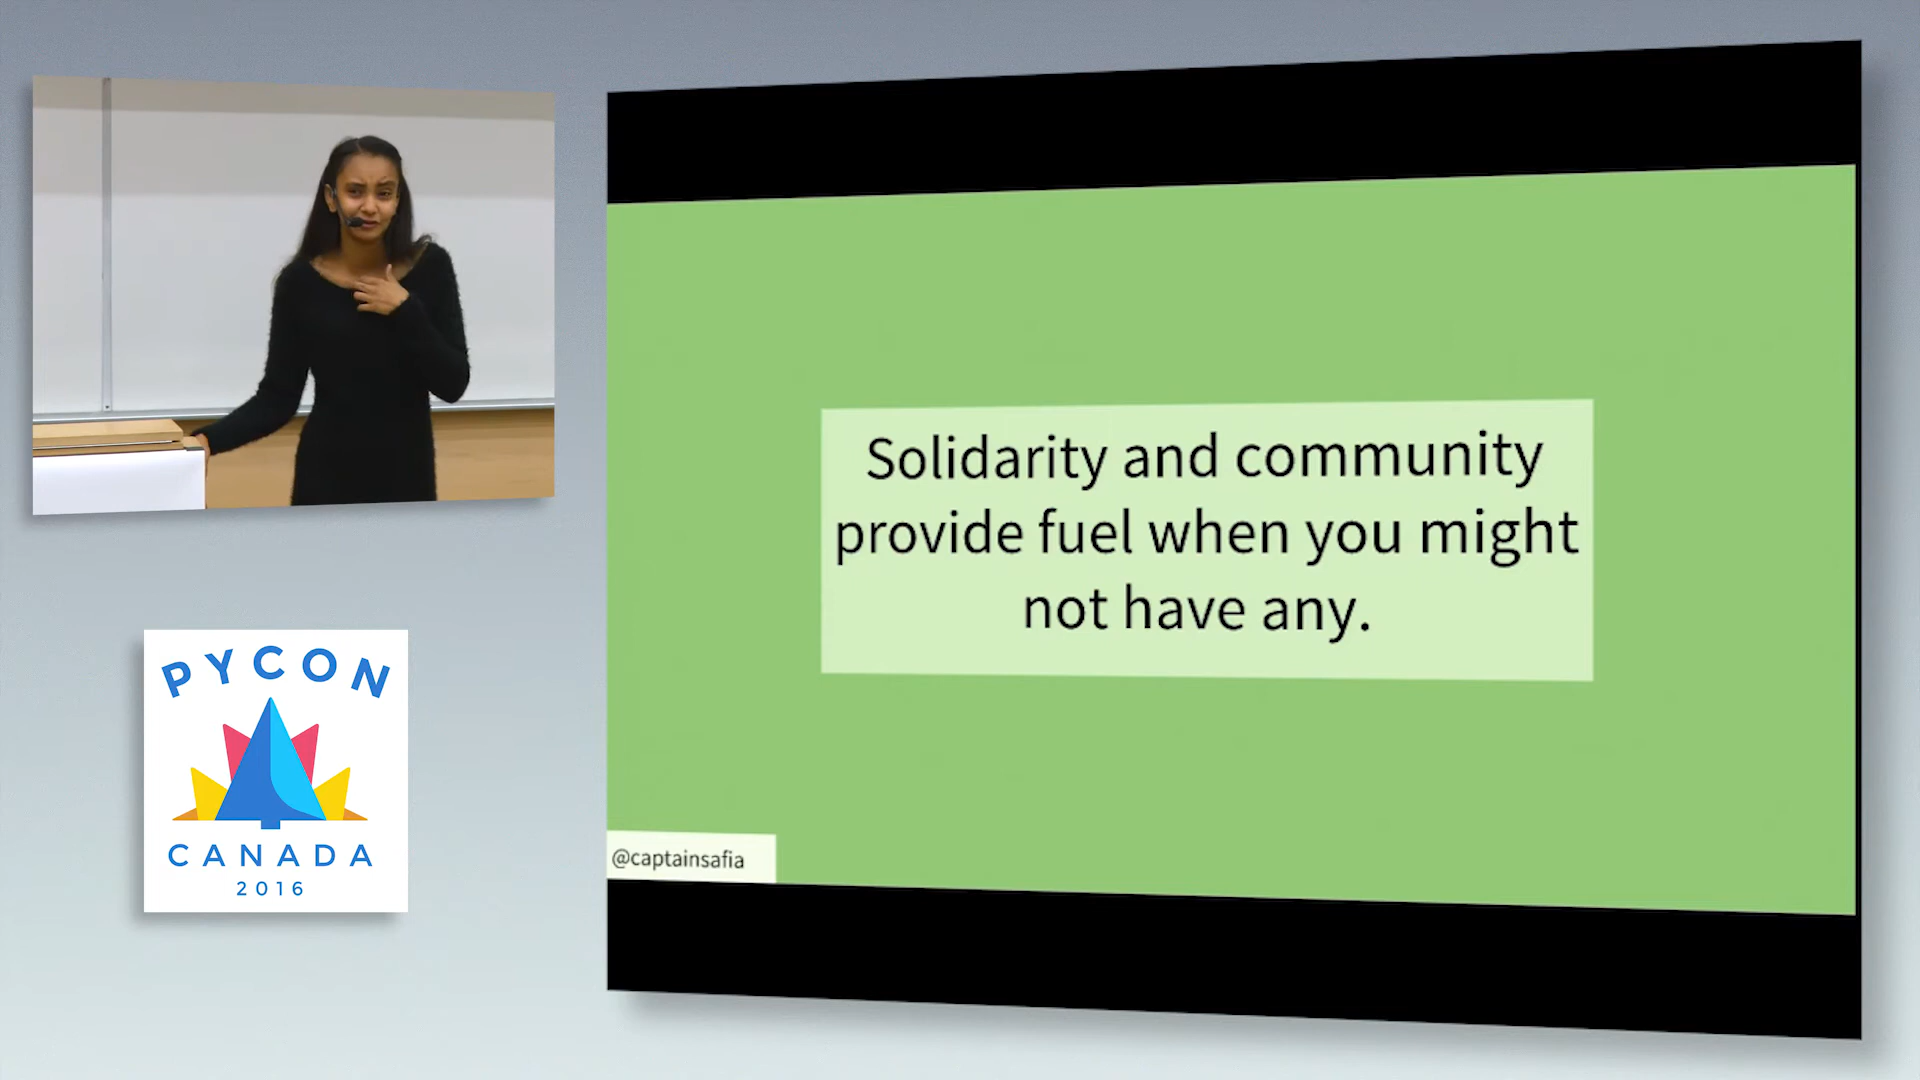 Solidarity and community
provide fuel when you might
not have any.
@captainsafia
PYCON
CANADA
2016